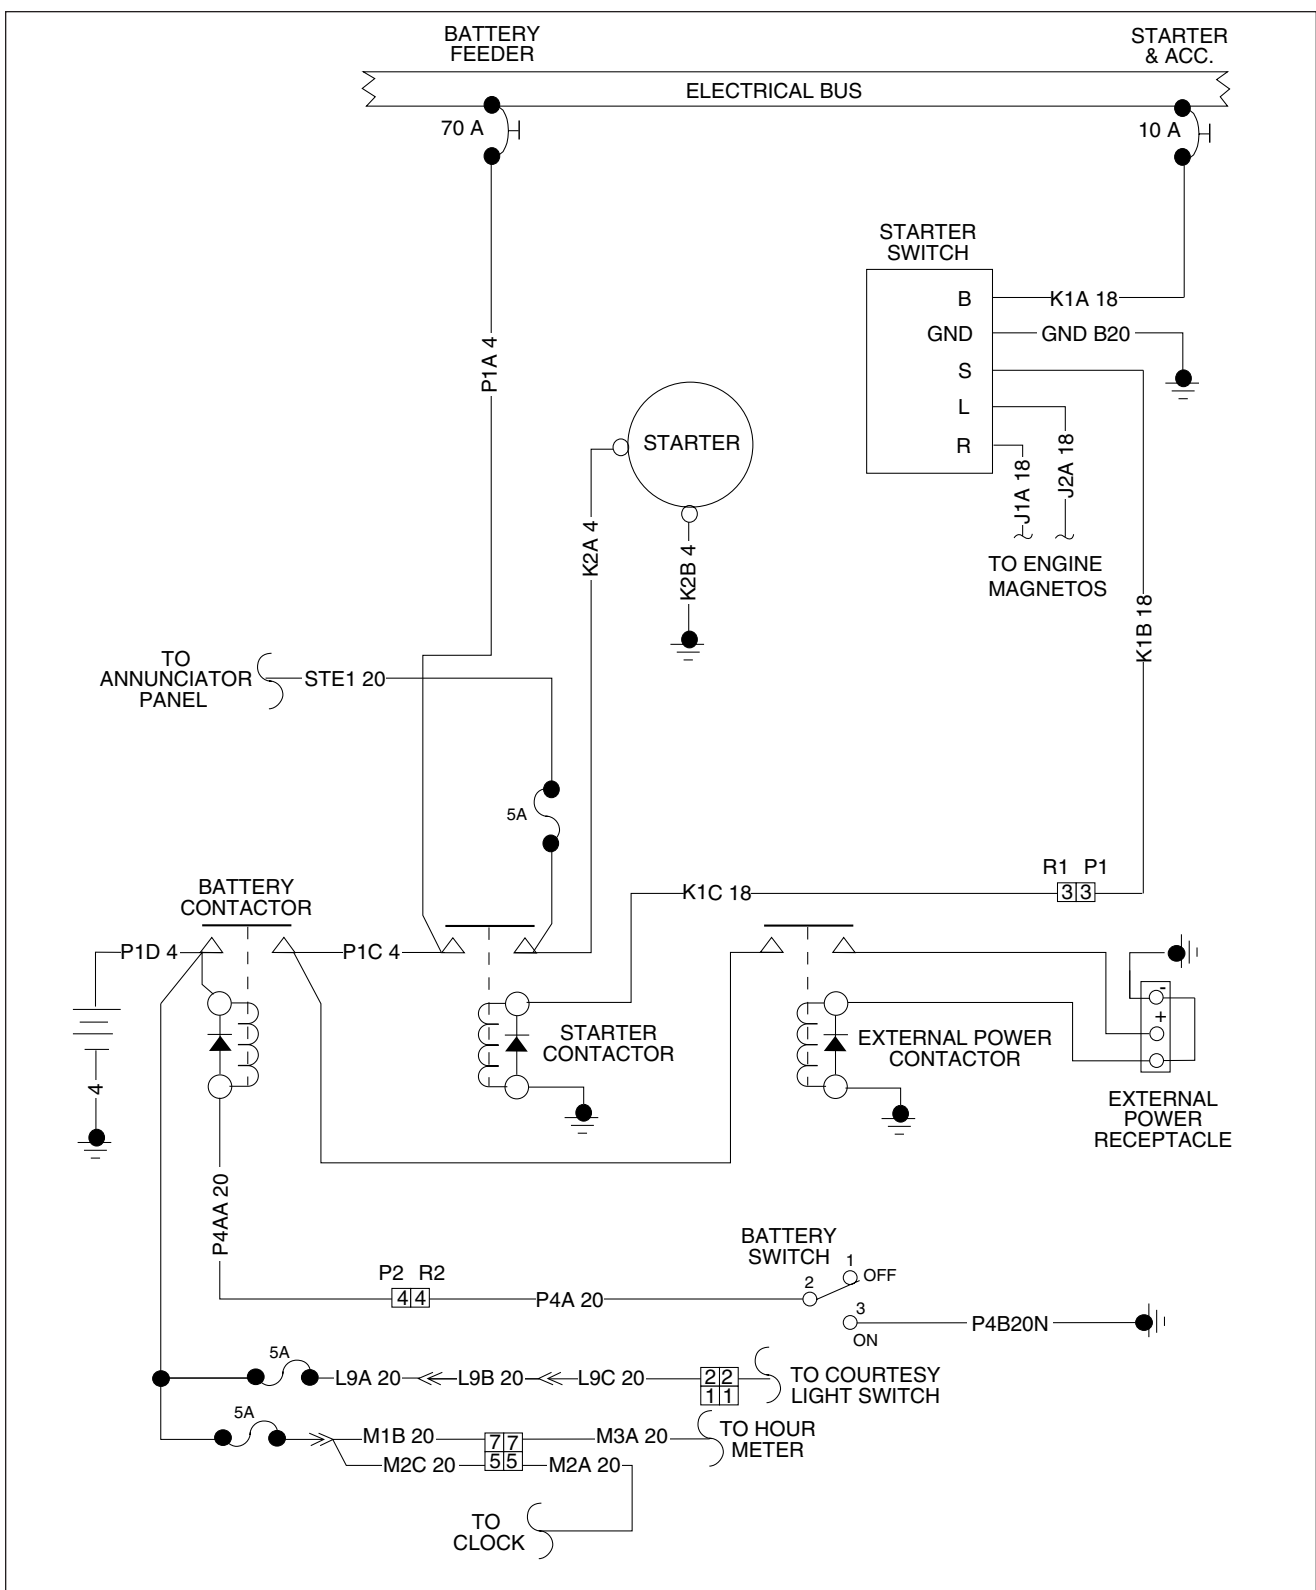 BATTERY
FEEDER
STARTER
& ACC.
ELECTRICAL BUS
70 A
10 A
STARTER
SWITCH
B
K1A 18
GND
GND B20
S
L
R
P1A 4
STARTER
K2A 4
K2B 4
J1A 18
J2A 18
TO ENGINE
MAGNETOS
K1B 18
TO
ANNUNCIATOR
PANEL
STE1 20
5A
R1 P1
3 3
K1C 18
BATTERY
CONTACTOR
P1D 4
P1C 4
STARTER
CONTACTOR
EXTERNAL POWER
CONTACTOR
-
+
4
EXTERNAL
POWER
RECEPTACLE
P4AA 20
BATTERY
SWITCH
1
OFF
2
3
ON
P2 R2
4 4
P4A 20
P4B20N
5A
L9A 20
L9B 20
L9C 20
2 2
1 1
TO COURTESY
LIGHT SWITCH
5A
M1B 20
7 7
M3A 20
TO HOUR
METER
M2C 20
5 5
M2A 20
TO
CLOCK